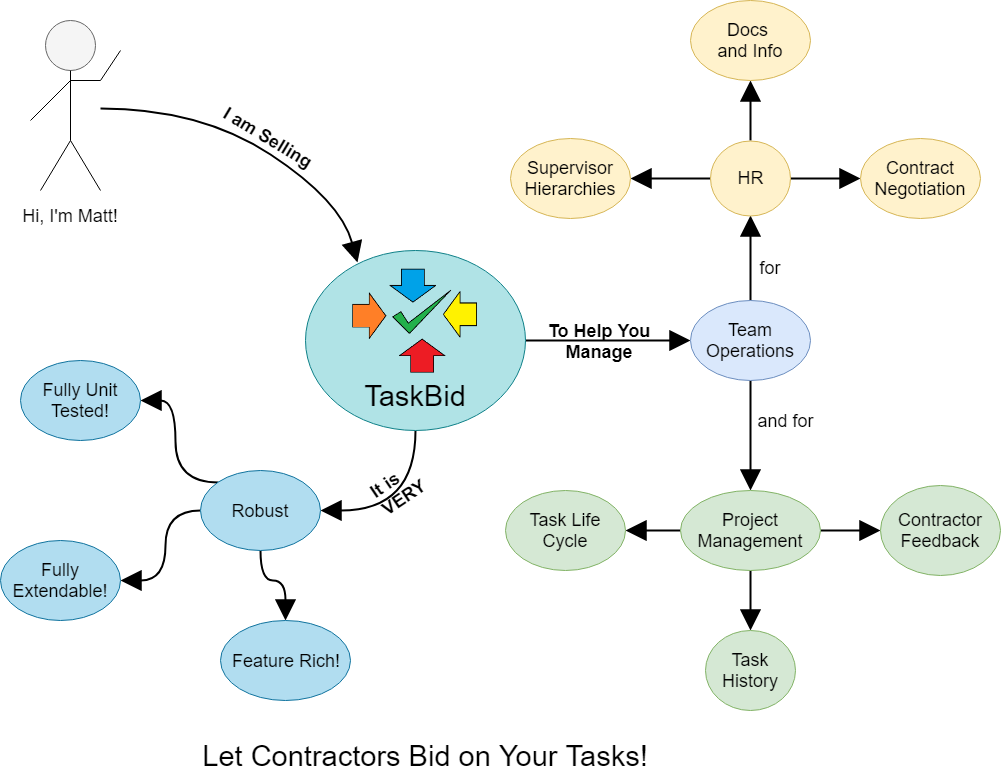 Hi, I'm Matt!
I am Selling
TaskBid
To Help You
Manage
Team
Operations
for
HR
Docs
and Info
Supervisor
Hierarchies
Contract
Negotiation
and for
Project
Management
Task Life
Cycle
Contractor
Feedback
Task
History
It is
VERY
Robust
Fully Unit
Tested!
Fully
Extendable!
Feature Rich!
Let Contractors Bid on Your Tasks!